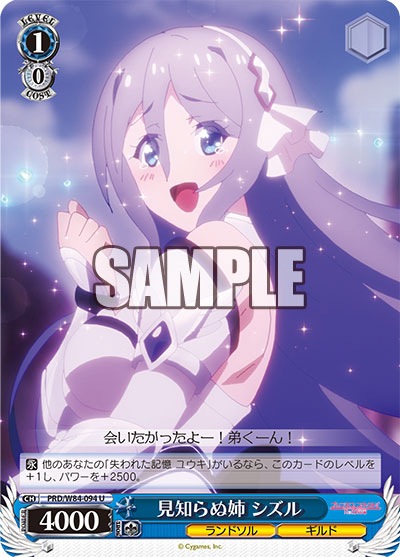 LEVEL
1
0
COST
SAMPLE
会いたかったよー！弟くーん！
永 他のあなたの「失われた記憶 ユウキ」がいるなら、このカードのレベルを
＋1し、パワーを＋2500。
CH PRD/W84-094 U
見知らぬ姉 シズル
POWER 4000 SOUL
ランドソル ギルド
© Cygames, Inc.